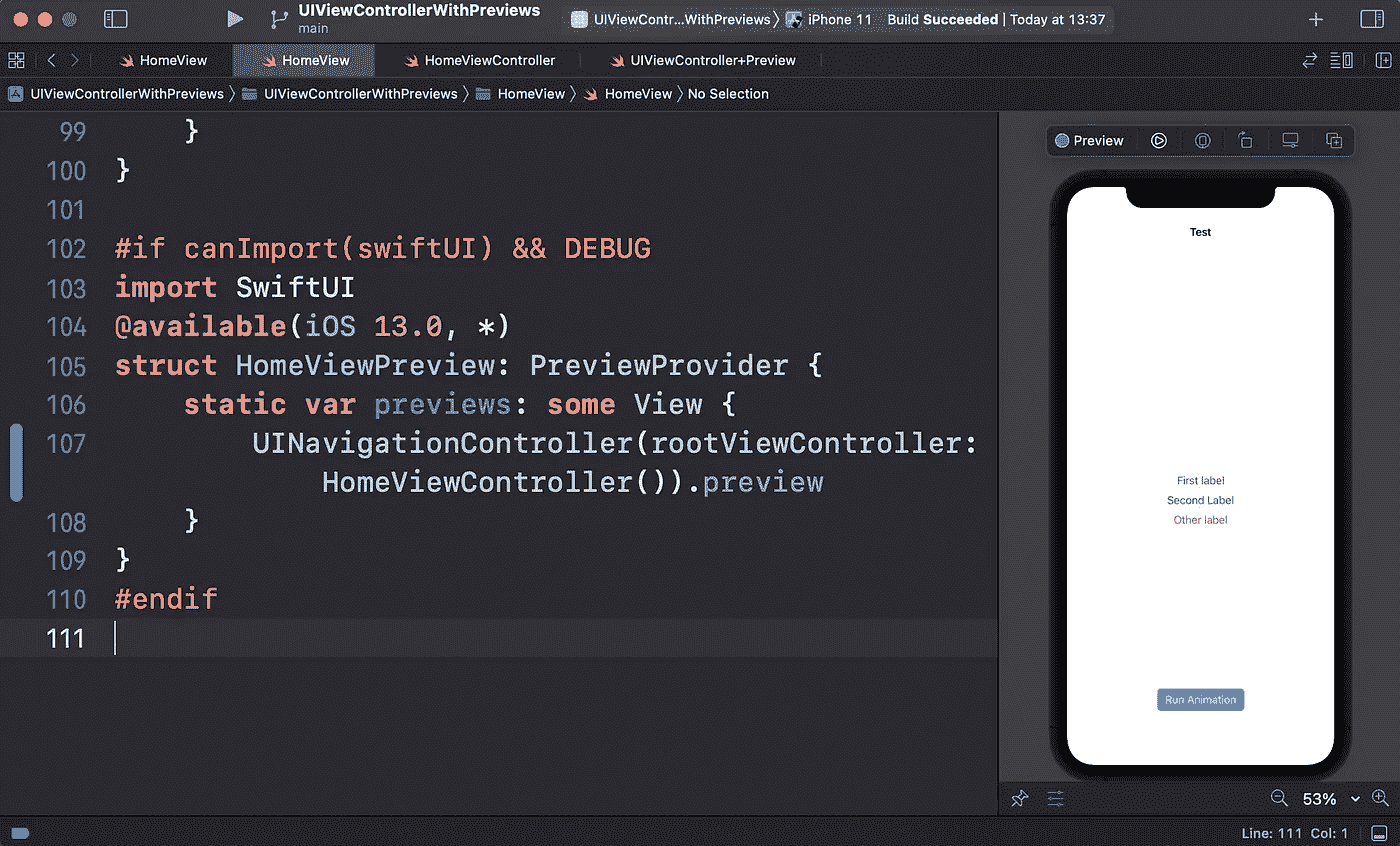 UIViewControllerWithPreviews
main
UIViewContr...WithPreviews 〉 iPhone 11 Build Succeeded | Today at 13:37
HomeView HomeView HomeViewController UIViewController+Preview
UIViewControllerWithPreviews 〉 UIViewControllerWithPreviews 〉 HomeView 〉 HomeView 〉 No Selection
99 }
100 }
101
102 #if canImport(swiftUI) && DEBUG
103 import SwiftUI
104 @available(iOS 13.0, *)
105 struct HomeViewPreview: PreviewProvider {
106 static var previews: some View {
107 UINavigationController(rootViewController:
HomeViewController()).preview
108 }
109 }
110 #endif
111
Preview
Test
First label
Second Label
Other label
Run Animation
53%
Line: 111 Col: 1